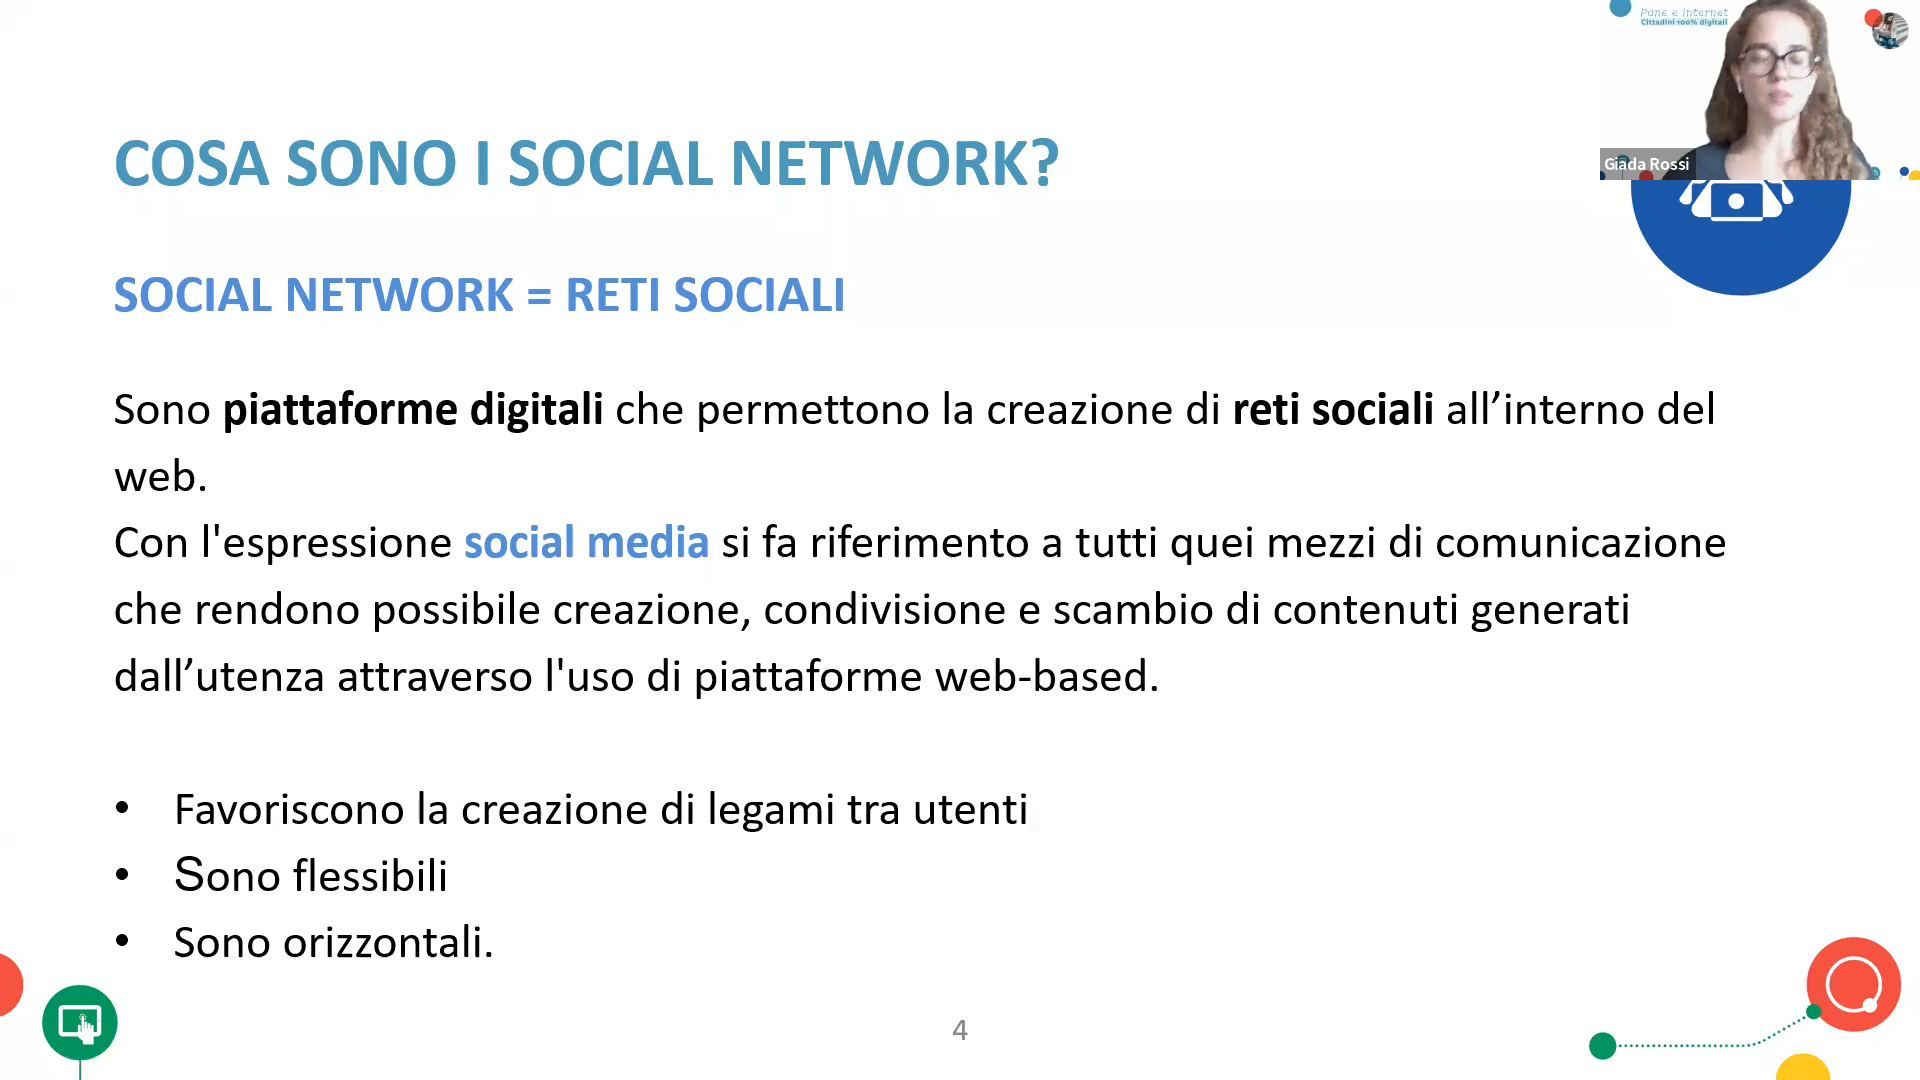 Pane e Internet
Cittadini 100% digitali
Giada Rossi
COSA SONO I SOCIAL NETWORK?
SOCIAL NETWORK = RETI SOCIALI
Sono piattaforme digitali che permettono la creazione di reti sociali all’interno del
web.
Con l'espressione social media si fa riferimento a tutti quei mezzi di comunicazione
che rendono possibile creazione, condivisione e scambio di contenuti generati
dall’utenza attraverso l'uso di piattaforme web-based.
• Favoriscono la creazione di legami tra utenti
• Sono flessibili
• Sono orizzontali.
4